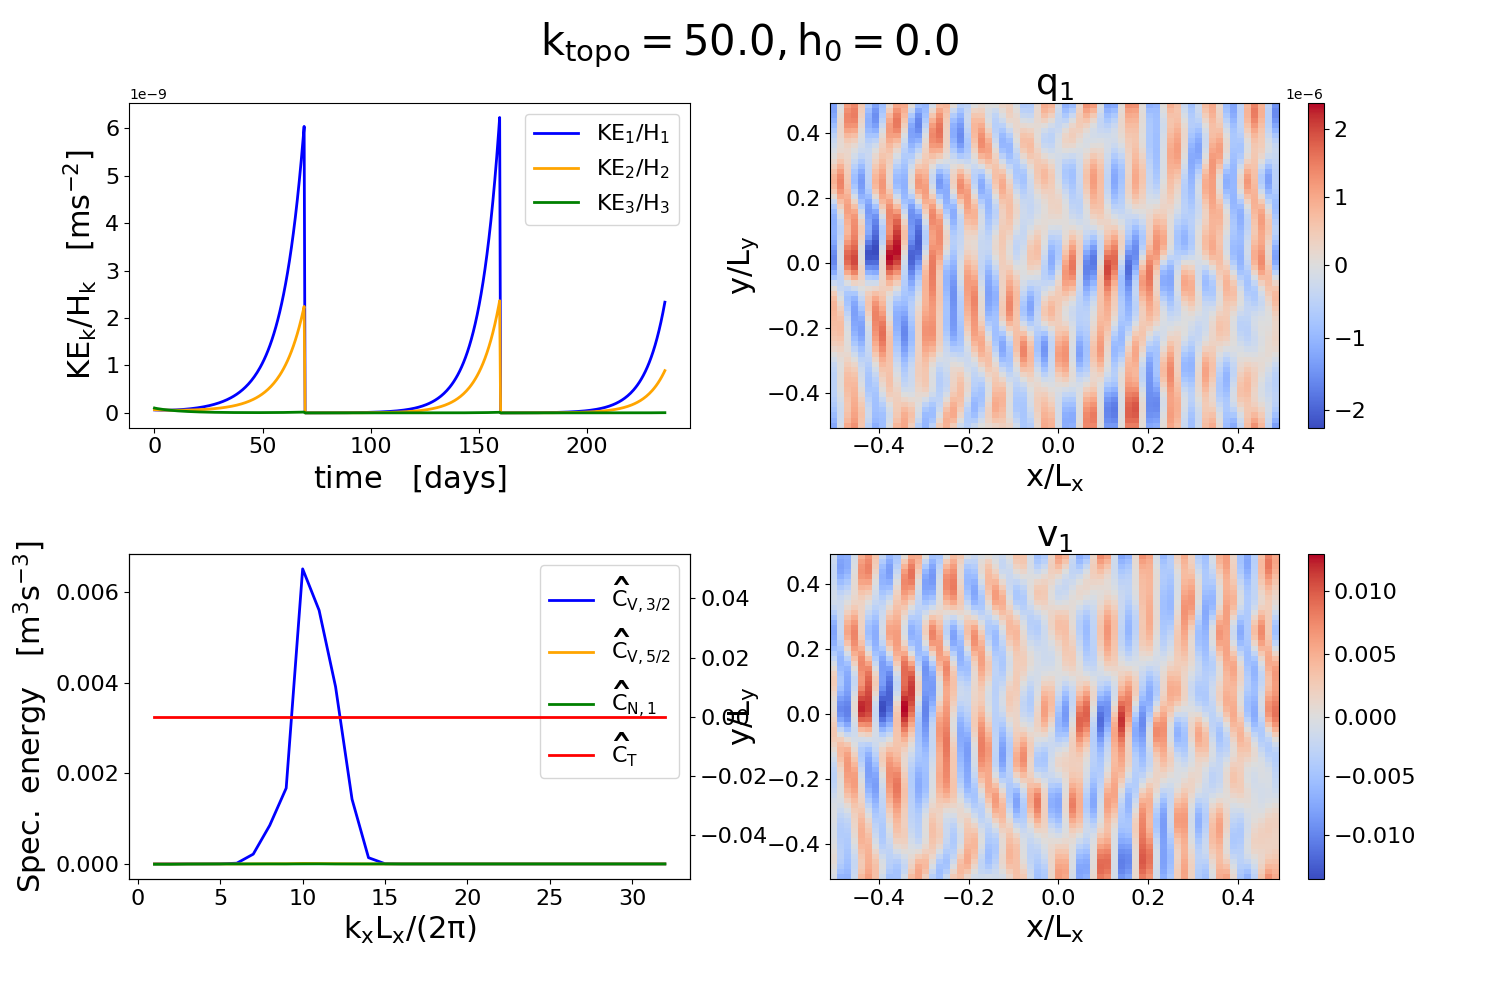 k_topo = 50.0, h_0 = 0.0
1e−9
KE_k/H_k [ms^−2]
6
5
4
3
2
1
0
KE_1/H_1
KE_2/H_2
KE_3/H_3
0 50 100 150 200
time [days]
q_1
1e−6
y/L_y
0.4
0.2
0.0
−0.2
−0.4
−0.4 −0.2 0.0 0.2 0.4
x/L_x
2
1
0
−1
−2
Spec. energy [m^3s^−3]
0.006
0.004
0.002
0.000
Ĉ_V, 3/2
Ĉ_V, 5/2
Ĉ_N, 1
Ĉ_T
0.04
0.02
0.00
−0.02
−0.04
0 5 10 15 20 25 30
k_xL_x/(2π)
v_1
y/L_y
0.4
0.2
0.0
−0.2
−0.4
−0.4 −0.2 0.0 0.2 0.4
x/L_x
0.010
0.005
0.000
−0.005
−0.010